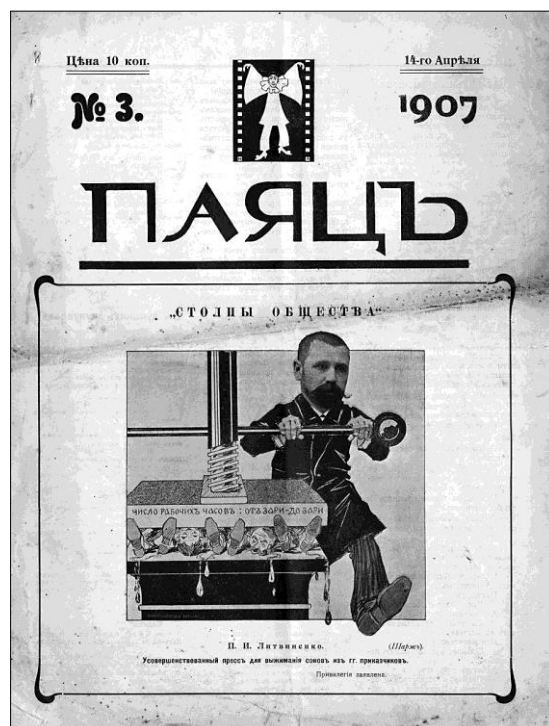 Цѣна 10 коп.
14-го Апрѣля
№ 3.
1907
ПАЯЦЪ
„СТОЛПЫ ОБЩЕСТВА“
ЧИСЛО РАБОЧИХЪ ЧАСОВЪ : ОТЪ ЗАРИ-ДО ЗАРИ
П. И. Литвиненко.
(Шаржъ).
Усовершенствованный прессъ для выжиманія соковъ изъ гг. приказчиковъ.
Привилегія заявлена.